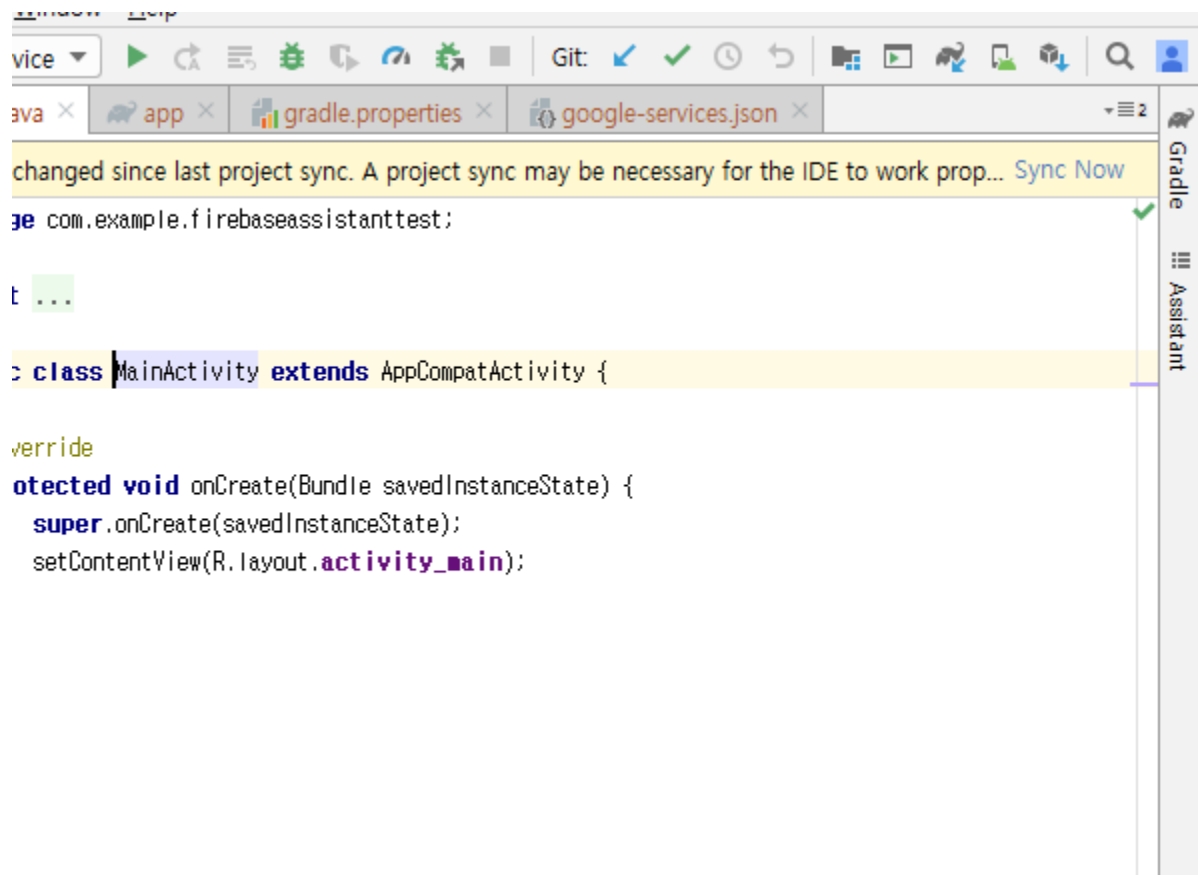 vice Git:
ava app gradle.properties google-services.json 2
changed since last project sync. A project sync may be necessary for the IDE to work prop... Sync Now
ge com.example.firebaseassistanttest;
t ...
c class MainActivity extends AppCompatActivity {
verride
otected void onCreate(Bundle savedInstanceState) {
super.onCreate(savedInstanceState);
setContentView(R.layout.activity_main);
Gradle
Assistant